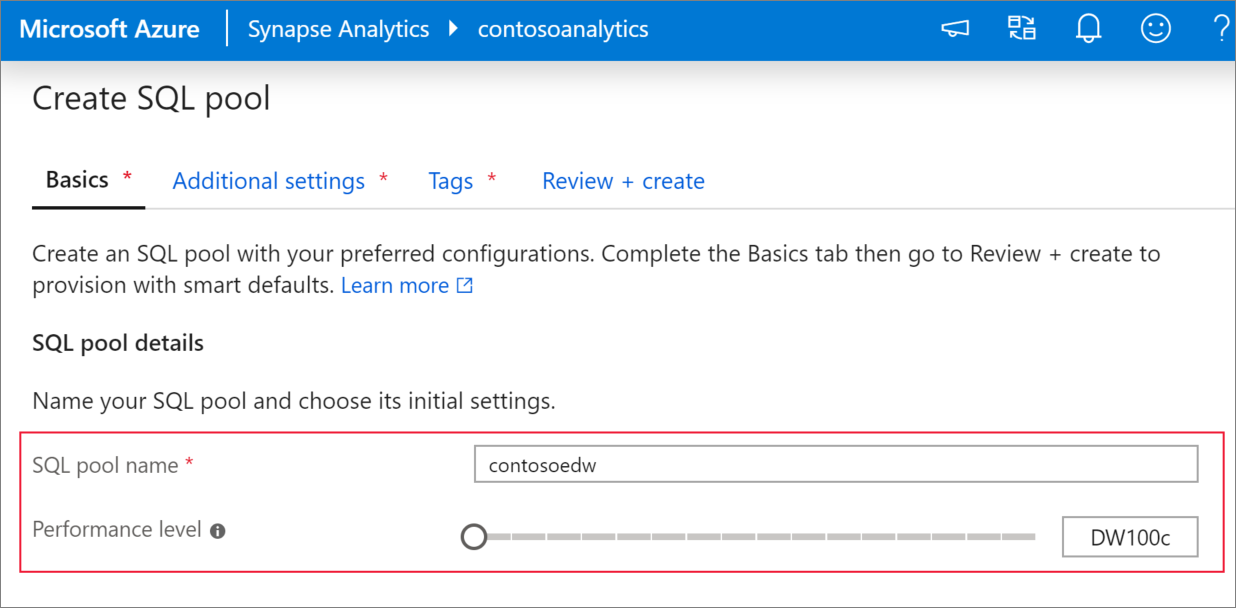 Microsoft Azure Synapse Analytics contosoanalytics ?
Create SQL pool
Basics * Additional settings * Tags * Review + create
Create an SQL pool with your preferred configurations. Complete the Basics tab then go to Review + create to
provision with smart defaults. Learn more
SQL pool details
Name your SQL pool and choose its initial settings.
SQL pool name * contosoedw
Performance level DW100c